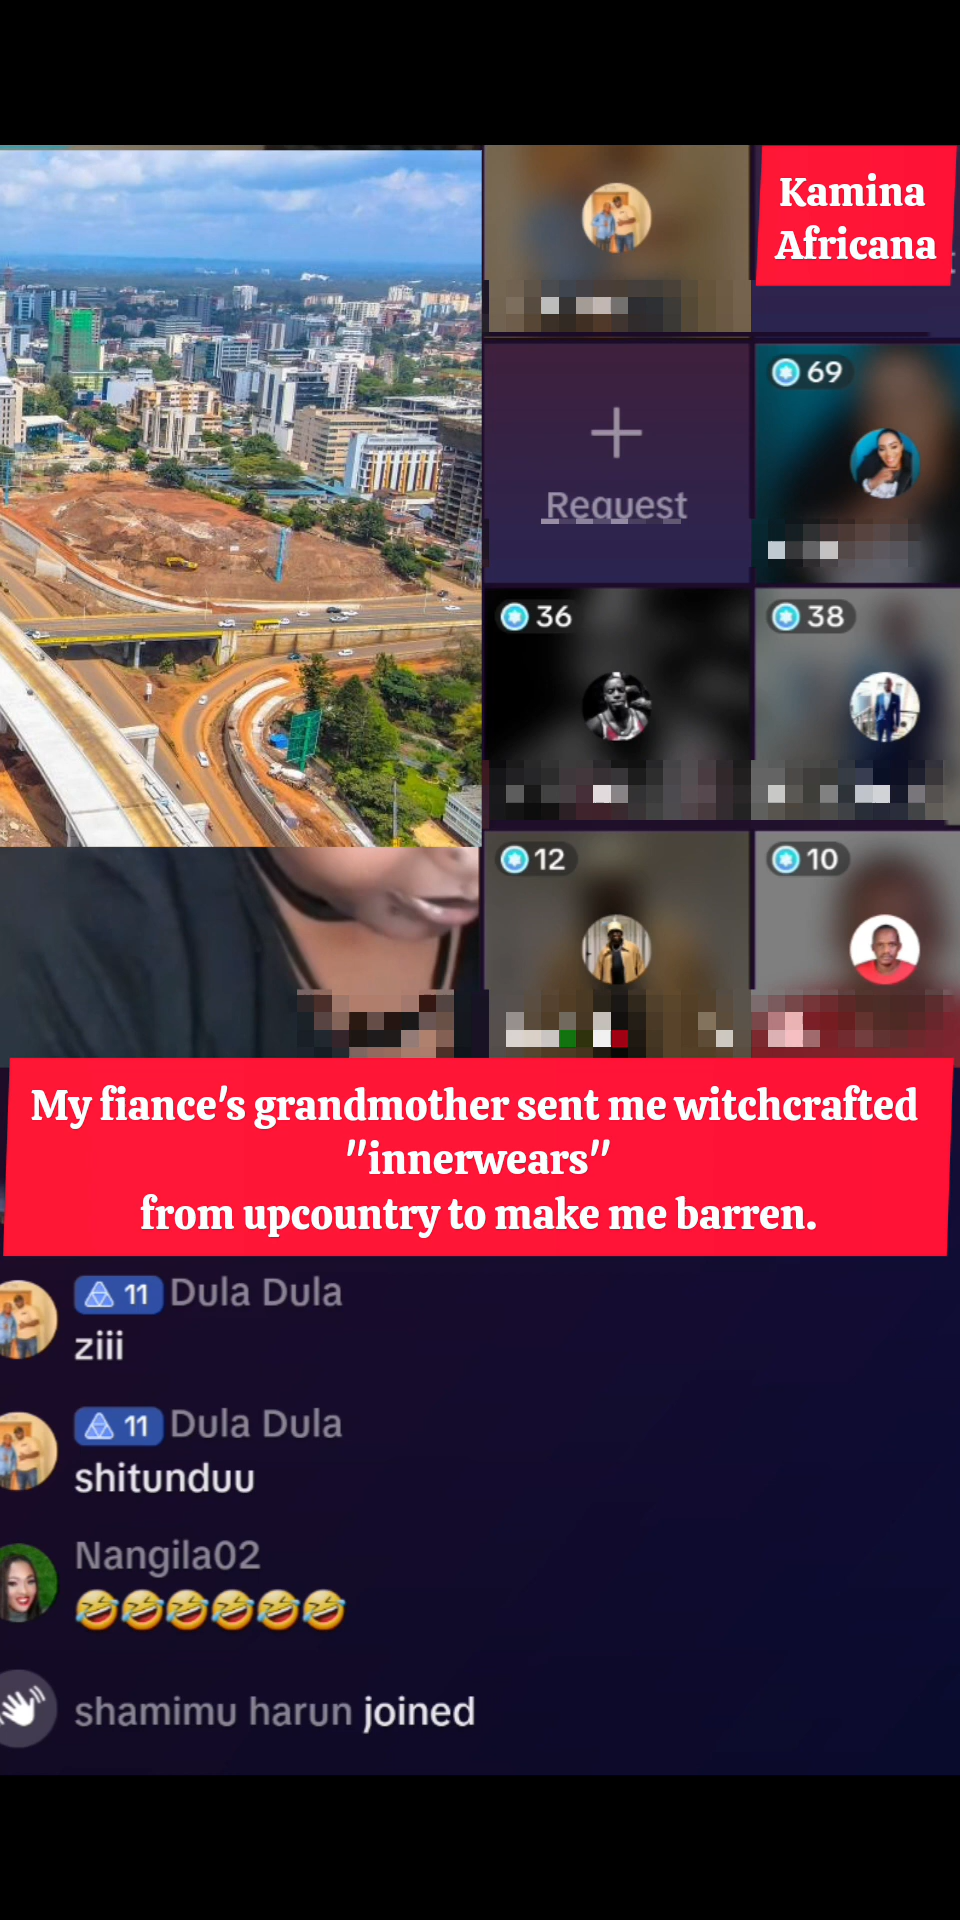 Kamina
Africana
69
Request
36
38
12
10
My fiance's grandmother sent me witchcrafted
"innerwears"
from upcountry to make me barren.
11 Dula Dula
ziii
11 Dula Dula
shitunduu
Nangila02
🤣🤣🤣🤣🤣🤣
shamimu harun joined